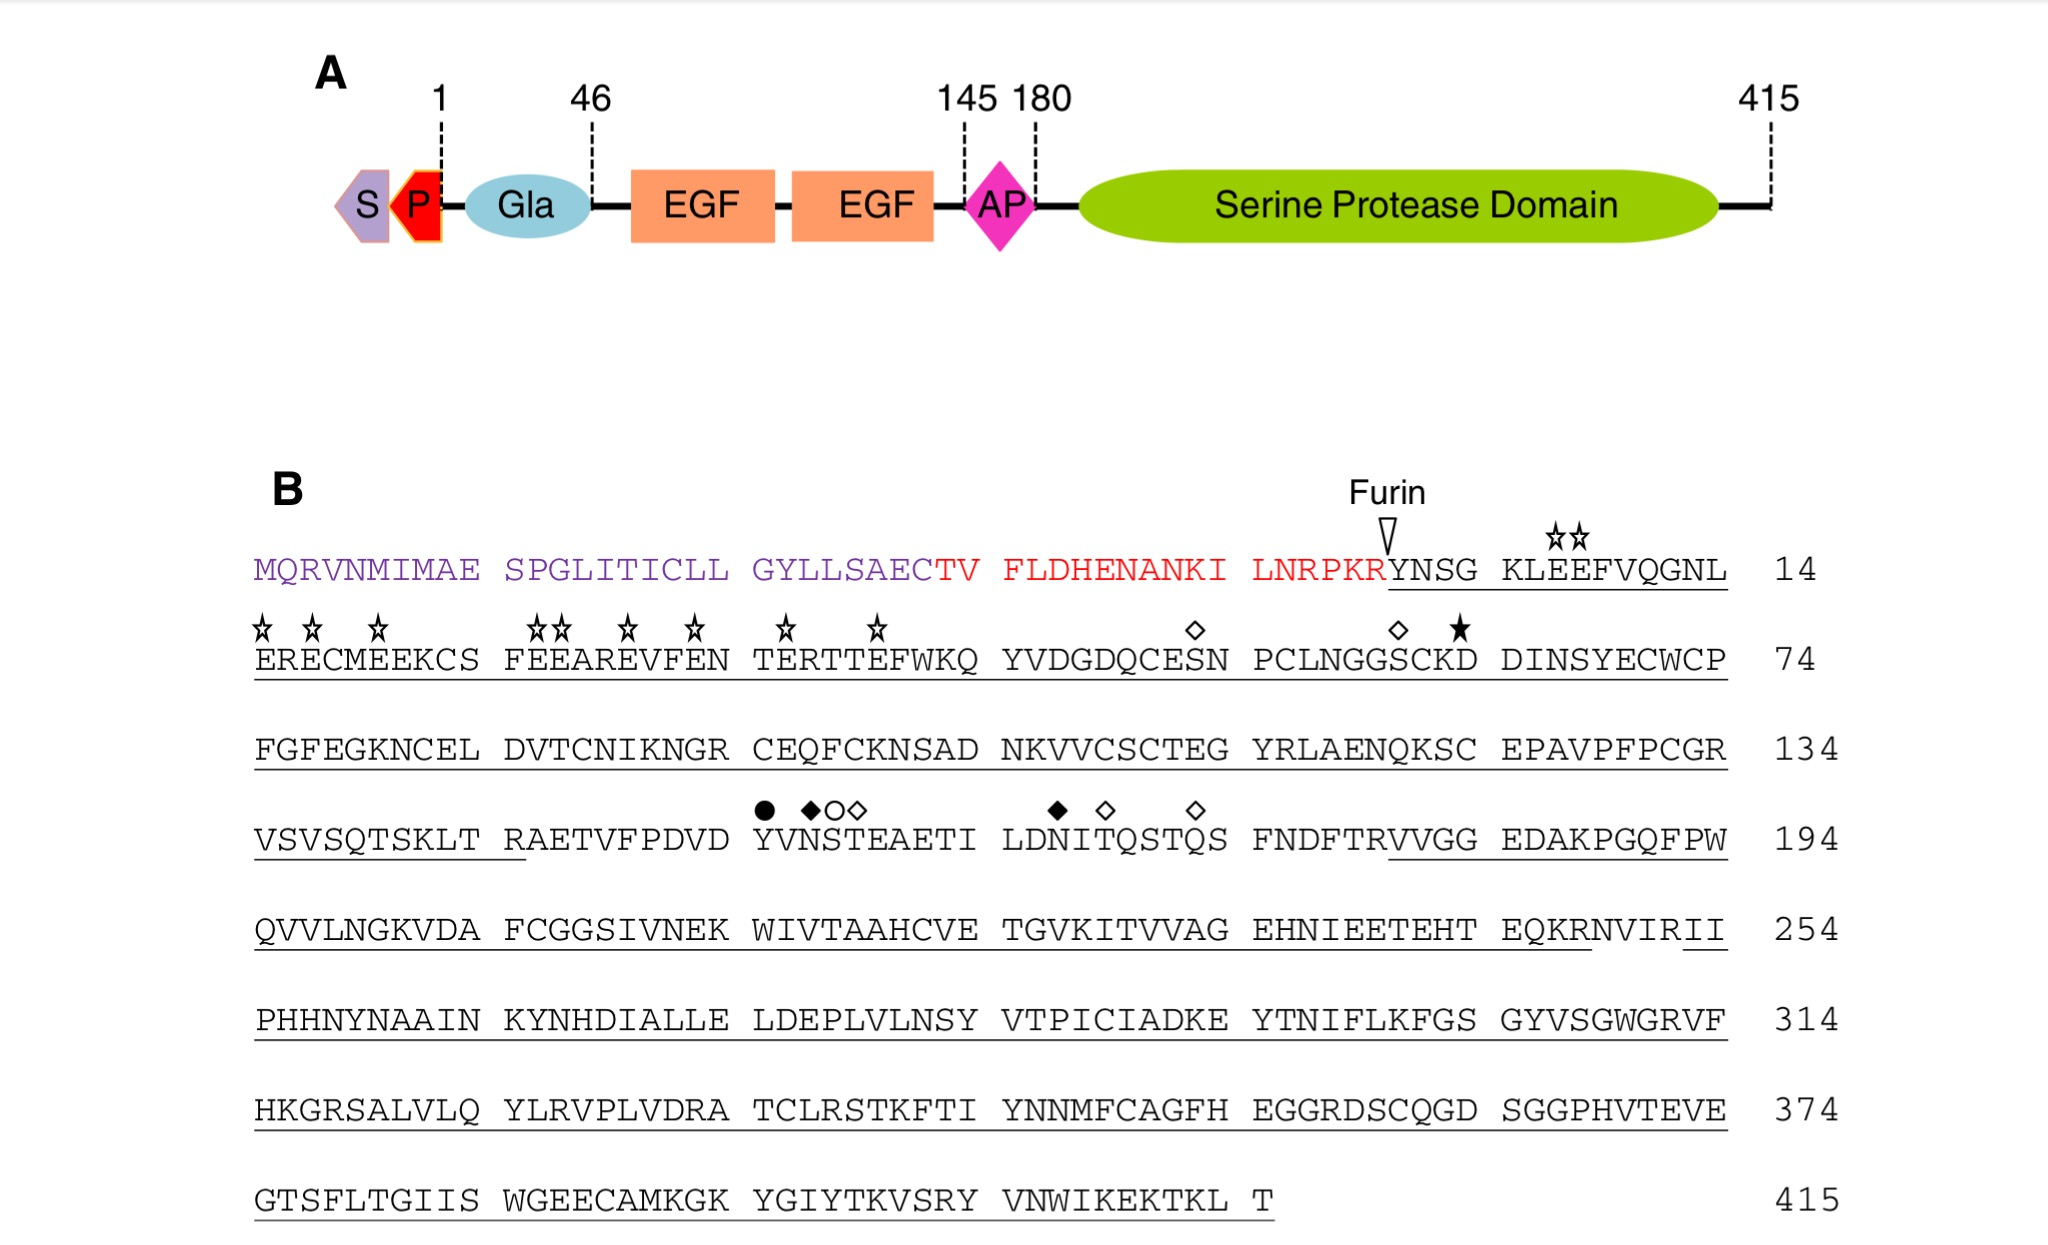 A
1 46 145 180 415
S P Gla EGF EGF AP Serine Protease Domain
B
Furin
MQRVNMIMAE SPGLITICLL GYLLSAECTV FLDHENANKI LNRPKRYNSG KLEEFVQGNL 14
ERECMEEKCS FEEAREVFEN TERTTEFWKQ YVDGDQCESN PCLNGGSCKD DINSYECWCP 74
FGFEGKNCEL DVTCNIKNGR CEQFCKNSAD NKVVCSCTEG YRLAENQKSC EPAVPFPCGR 134
VSVSQTSKLT RAETVFPDVD YVNSTEAETI LDNITQSTQS FNDFTRVVGG EDAKPGQFPW 194
QVVLNGKVDA FCGGSIVNEK WIVTAAHCVE TGVKITVVAG EHNIEETEHT EQKRNVIRII 254
PHHNYNAAIN KYNHDIALLE LDEPLVLNSY VTPICIADKE YTNIFLKFGS GYVSGWGRVF 314
HKGRSALVLQ YLRVPLVDRA TCLRSTKFTI YNNMFCAGFH EGGRDSCQGD SGGPHVTEVE 374
GTSFLTGIIS WGEECAMKGK YGIYTKVSRY VNWIKEKTKL T 415